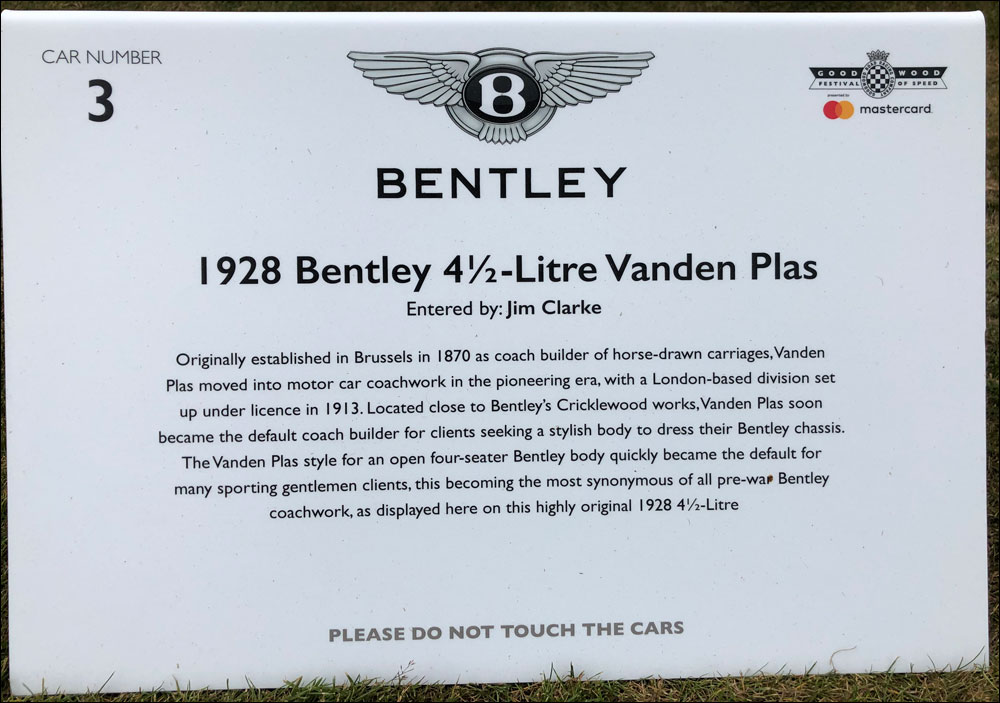 CAR NUMBER
3
B
BENTLEY
GOOD WOOD
FESTIVAL OF SPEED
presented by
mastercard.
1928 Bentley 4½-Litre Vanden Plas
Entered by: Jim Clarke
Originally established in Brussels in 1870 as coach builder of horse-drawn carriages, Vanden
Plas moved into motor car coachwork in the pioneering era, with a London-based division set
up under licence in 1913. Located close to Bentley's Cricklewood works, Vanden Plas soon
became the default coach builder for clients seeking a stylish body to dress their Bentley chassis.
The Vanden Plas style for an open four-seater Bentley body quickly became the default for
many sporting gentlemen clients, this becoming the most synonymous of all pre-war Bentley
coachwork, as displayed here on this highly original 1928 4½-Litre
PLEASE DO NOT TOUCH THE CARS